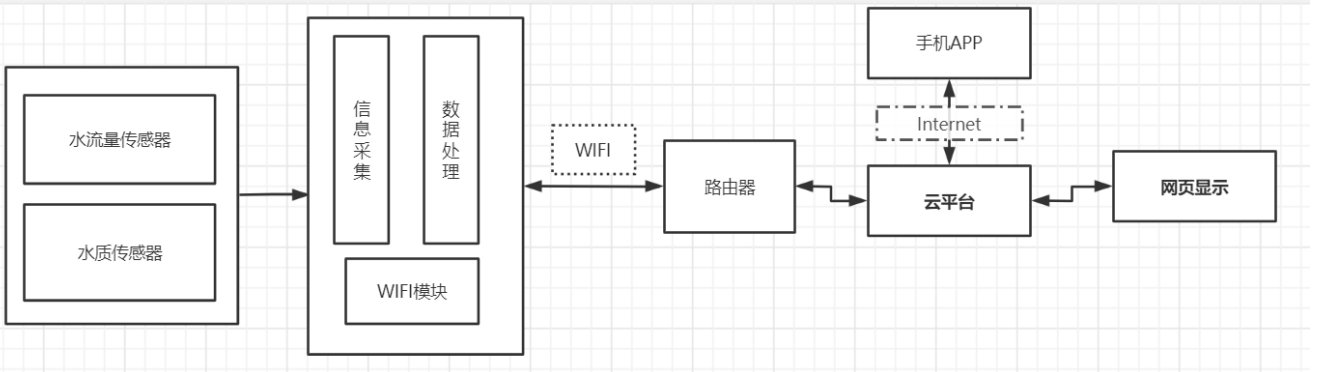 水流量传感器
水质传感器
信息采集
数据处理
WIFI模块
WIFI
路由器
手机APP
Internet
云平台
网页显示